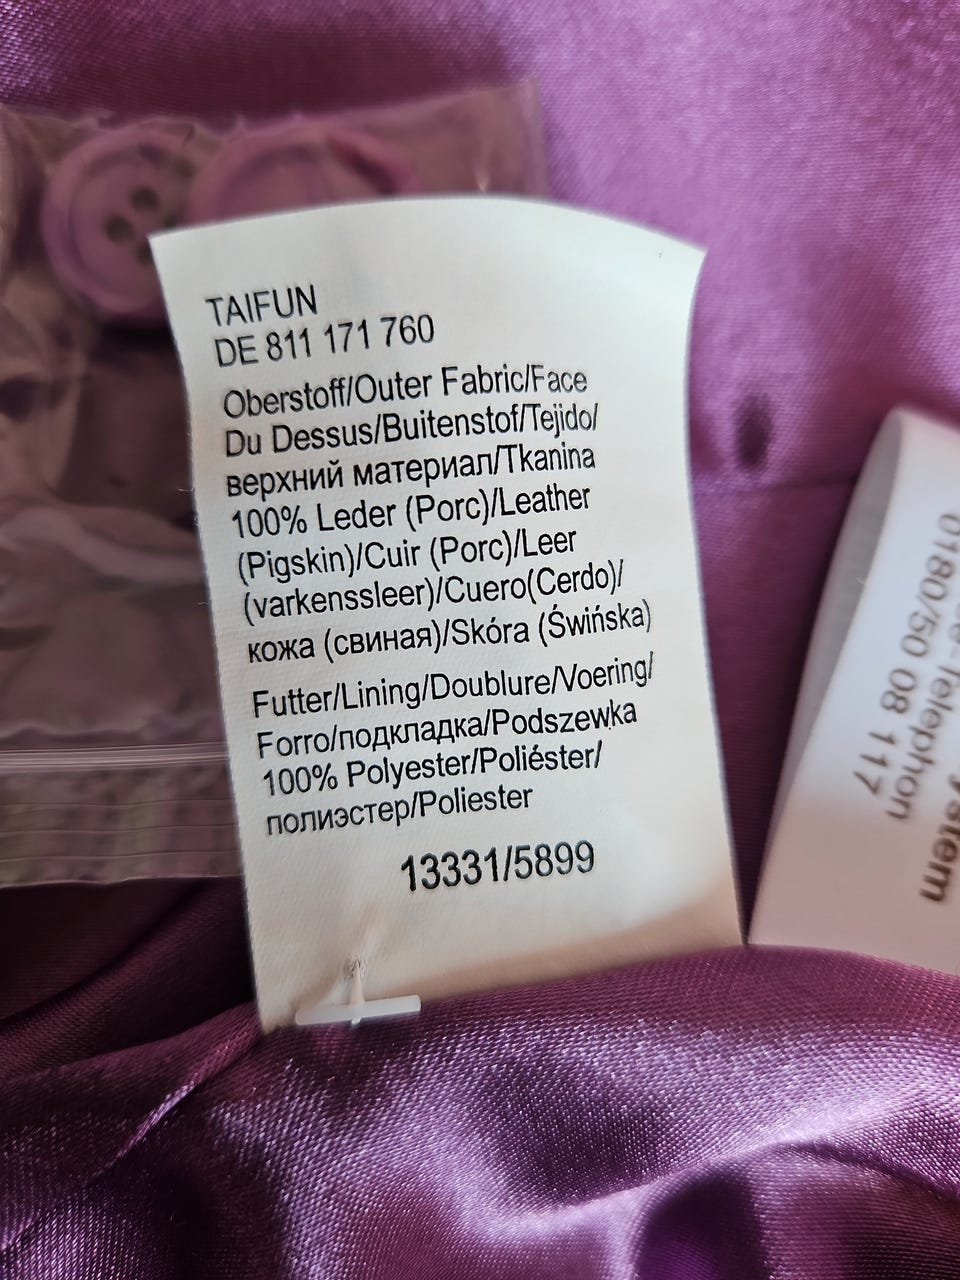 TAIFUN
DE 811 171 760
Oberstoff/Outer Fabric/Face
Du Dessus/Buitenstof/Tejido/
верхний материал/Tkanina
100% Leder (Porc)/Leather
(Pigskin)/Cuir (Porc)/Leer
(varkenssleer)/Cuero(Cerdo)/
кожа (свиная)/Skóra (Świńska)
Futter/Lining/Doublure/Voering/
Forro/подкладка/Podszewka
100% Polyester/Poliéster/
полиэстер/Poliester
13331/5899
Telephon
0180/50 08 117